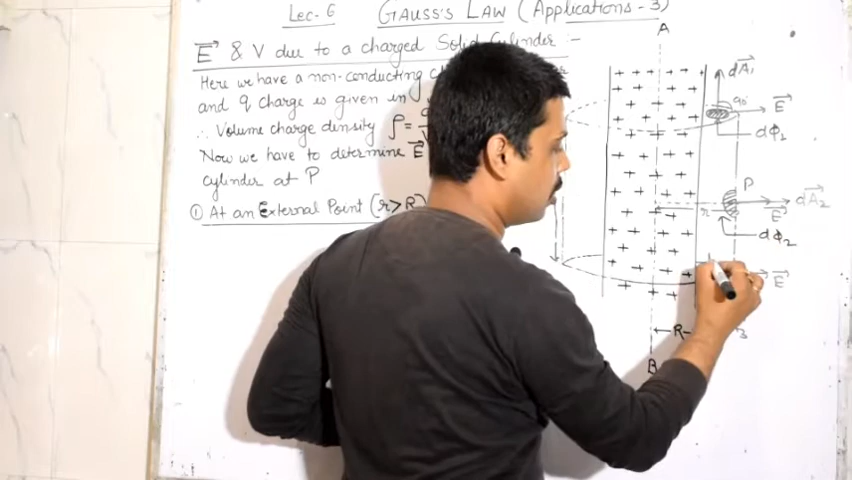 Lec-6 GAUSS'S LAW (Applications-3)
E & V due to a charged Solid Cylinder :-
Here we have a non-conducting
and q charge is given in
∴ Volume charge density ρ =
Now we have to determine E
cylinder at P
① At an External Point (r>R)
A
dA1
90°
E
dΦ1
P
dA2
r
E
dΦ2
E
R
3
B